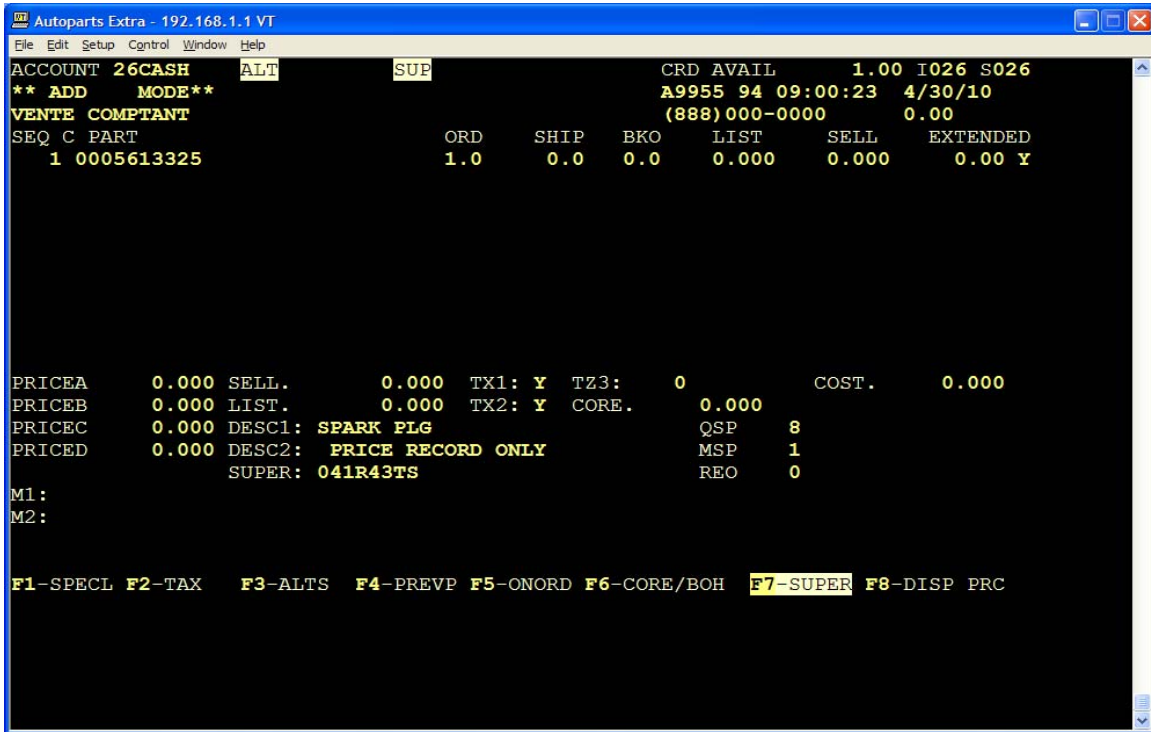 Autoparts Extra - 192.168.1.1 VT
File Edit Setup Control Window Help
ACCOUNT 26CASH ALT SUP CRD AVAIL 1.00 I026 S026
** ADD MODE** A9955 94 09:00:23 4/30/10
VENTE COMPTANT (888)000-0000 0.00
SEQ C PART ORD SHIP BKO LIST SELL EXTENDED
1 0005613325 1.0 0.0 0.0 0.000 0.000 0.00 Y
PRICEA 0.000 SELL. 0.000 TX1: Y TZ3: 0 COST. 0.000
PRICEB 0.000 LIST. 0.000 TX2: Y CORE. 0.000
PRICEC 0.000 DESC1: SPARK PLG QSP 8
PRICED 0.000 DESC2: PRICE RECORD ONLY MSP 1
SUPER: 041R43TS REO 0
M1:
M2:
F1-SPECL F2-TAX F3-ALTS F4-PREVP F5-ONORD F6-CORE/BOH F7-SUPER F8-DISP PRC